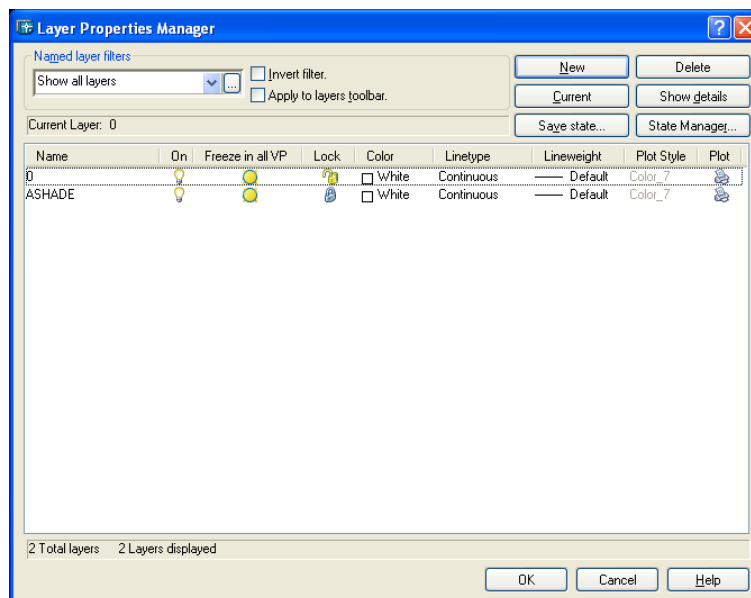 Layer Properties Manager
Named layer filters
Show all layers
...
Invert filter.
Apply to layers toolbar.
New
Delete
Current
Show details
Current Layer: 0
Save state...
State Manager...
Name On Freeze in all VP Lock Color Linetype Lineweight Plot Style Plot
0 White Continuous Default Color_7
ASHADE White Continuous Default Color_7
2 Total layers 2 Layers displayed
OK Cancel Help